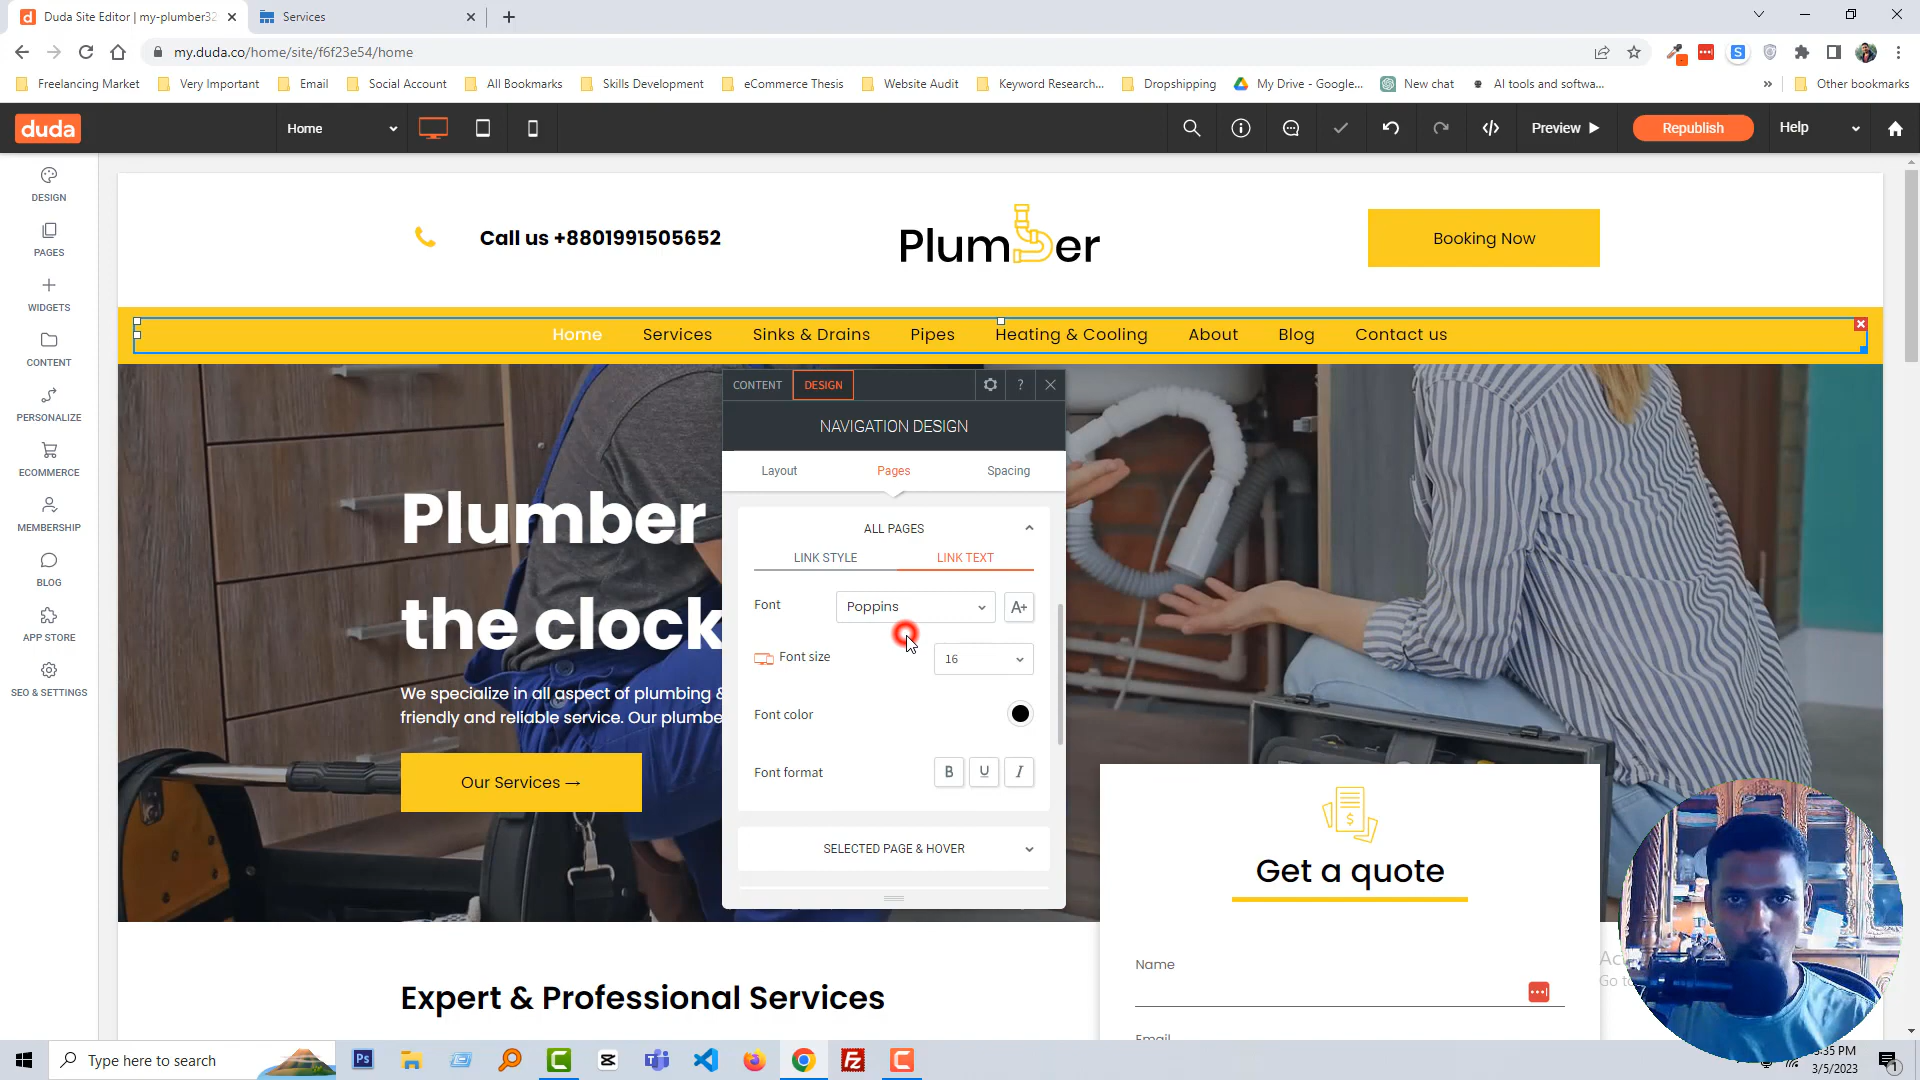 Duda Site Editor | my-plumber32
Services
my.duda.co/home/site/f6f23e54/home
Freelancing Market
Very Important
Email
Social Account
All Bookmarks
Skills Development
eCommerce Thesis
Website Audit
Keyword Research...
Dropshipping
My Drive - Google...
New chat
AI tools and softwa...
»
Other bookmarks
duda
Home
Preview
Republish
Help
DESIGN
PAGES
WIDGETS
CONTENT
PERSONALIZE
ECOMMERCE
MEMBERSHIP
BLOG
APP STORE
SEO & SETTINGS
Call us +8801991505652
Plumber
Booking Now
Home
Services
Sinks & Drains
Pipes
Heating & Cooling
About
Blog
Contact us
CONTENT
DESIGN
?
NAVIGATION DESIGN
Layout
Pages
Spacing
ALL PAGES
LINK STYLE
LINK TEXT
Font
Poppins
A+
Font size
16
Font color
Font format
B
U
I
SELECTED PAGE & HOVER
Plumber
the clock
We specialize in all aspect of plumbing &
friendly and reliable service. Our plumbe
Our Services →
Get a quote
Name
Email
Expert & Professional Services
Go to
Type here to search
3/5/2023